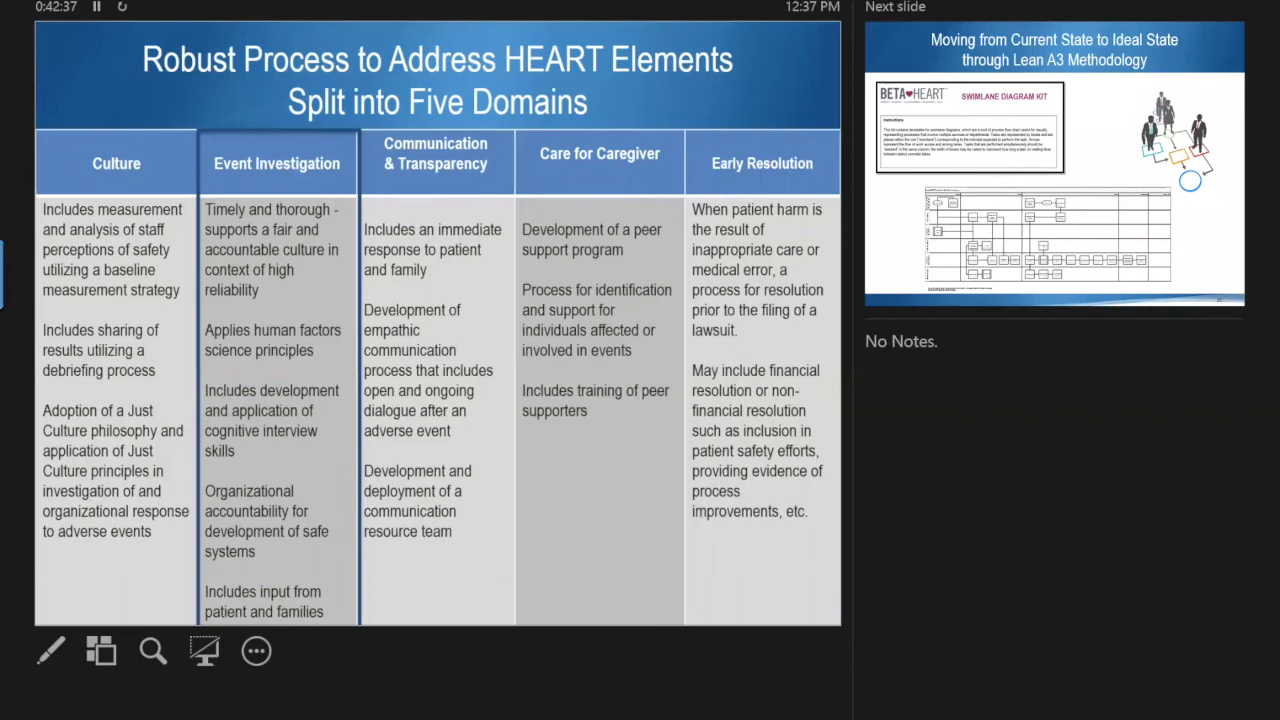 0:42:37
12:37 PM
Next slide
Robust Process to Address HEART Elements
Split into Five Domains
Culture
Event Investigation
Communication
& Transparency
Care for Caregiver
Early Resolution
Includes measurement
and analysis of staff
perceptions of safety
utilizing a baseline
measurement strategy
Includes sharing of
results utilizing a
debriefing process
Adoption of a Just
Culture philosophy and
application of Just
Culture principles in
investigation of and
organizational response
to adverse events
Timely and thorough -
supports a fair and
accountable culture in
context of high
reliability
Applies human factors
science principles
Includes development
and application of
cognitive interview
skills
Organizational
accountability for
development of safe
systems
Includes input from
patient and families
Includes an immediate
response to patient
and family
Development of
empathic
communication
process that includes
open and ongoing
dialogue after an
adverse event
Development and
deployment of a
communication
resource team
Development of a peer
support program
Process for identification
and support for
individuals affected or
involved in events
Includes training of peer
supporters
When patient harm is
the result of
inappropriate care or
medical error, a
process for resolution
prior to the filing of a
lawsuit.
May include financial
resolution or non-
financial resolution
such as inclusion in
patient safety efforts,
providing evidence of
process
improvements, etc.
Moving from Current State to Ideal State
through Lean A3 Methodology
BETA HEART
SWIMLANE DIAGRAM KIT
Instructions
No Notes.